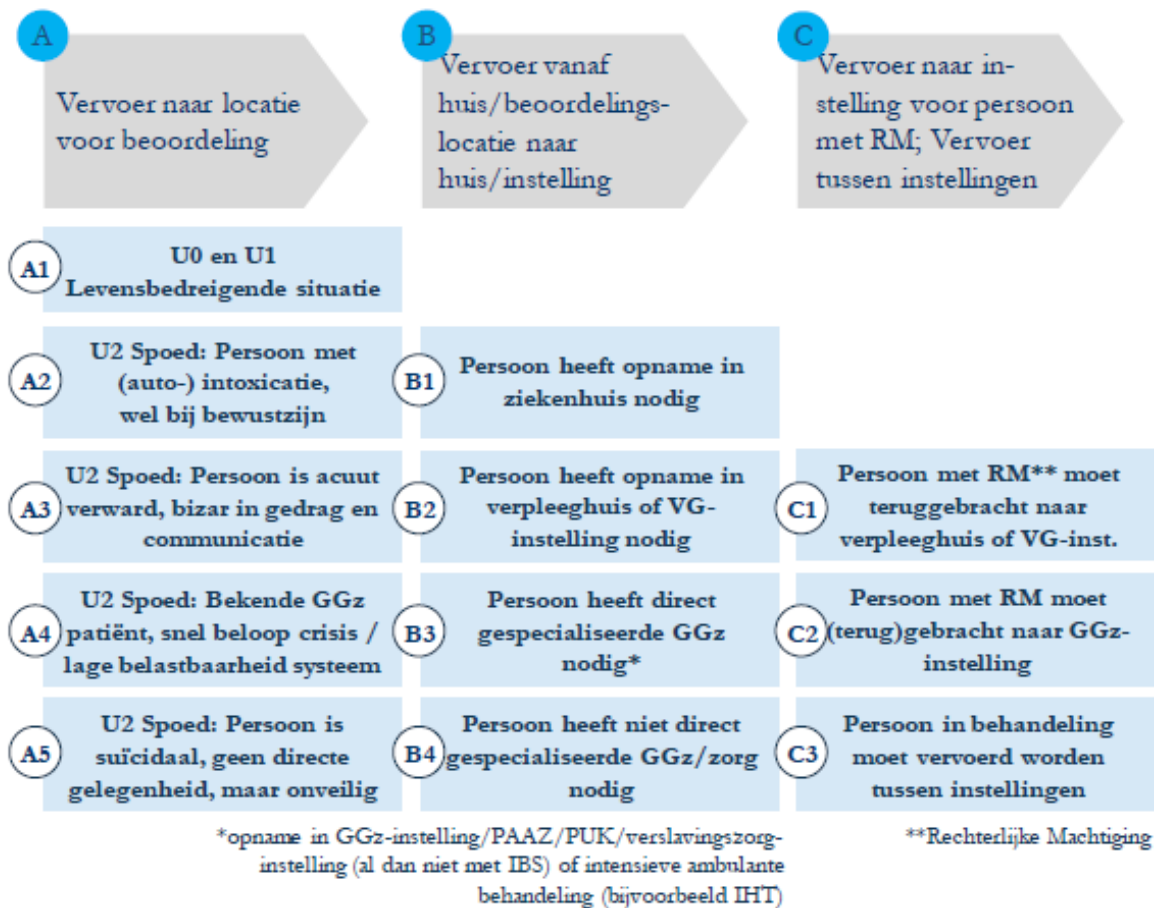 A
Vervoer naar locatie
voor beoordeling
B
Vervoer vanaf
huis/beoordelings-
locatie naar
huis/instelling
C
Vervoer naar in-
stelling voor persoon
met RM; Vervoer
tussen instellingen
A1
U0 en U1
Levensbedreigende situatie
A2
U2 Spoed: Persoon met
(auto-) intoxicatie,
wel bij bewustzijn
B1
Persoon heeft opname in
ziekenhuis nodig
A3
U2 Spoed: Persoon is acuut
verward, bizar in gedrag en
communicatie
B2
Persoon heeft opname in
verpleeghuis of VG-
instelling nodig
C1
Persoon met RM** moet
teruggebracht naar
verpleeghuis of VG-inst.
A4
U2 Spoed: Bekende GGz
patiënt, snel beloop crisis /
lage belastbaarheid systeem
B3
Persoon heeft direct
gespecialiseerde GGz
nodig*
C2
Persoon met RM moet
(terug)gebracht naar GGz-
instelling
A5
U2 Spoed: Persoon is
suïcidaal, geen directe
gelegenheid, maar onveilig
B4
Persoon heeft niet direct
gespecialiseerde GGz/zorg
nodig
C3
Persoon in behandeling
moet vervoerd worden
tussen instellingen
*opname in GGz-instelling/PAAZ/PUK/verslavingszorg-
instelling (al dan niet met IBS) of intensieve ambulante
behandeling (bijvoorbeeld IHT)
**Rechterlijke Machtiging